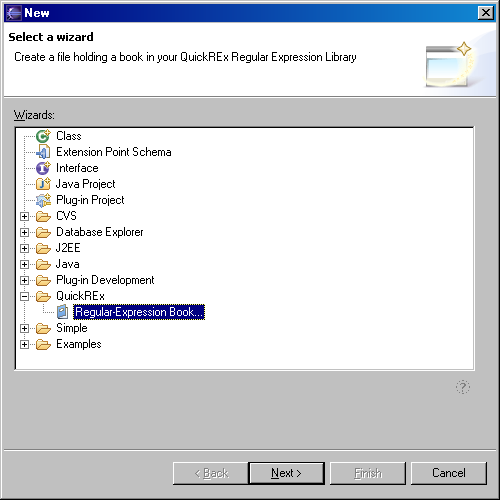 New
Select a wizard
Create a file holding a book in your QuickREx Regular Expression Library
Wizards:
Class
Extension Point Schema
Interface
Java Project
Plug-in Project
CVS
Database Explorer
J2EE
Java
Plug-in Development
QuickREx
Regular-Expression Book...
Simple
Examples
?
< Back Next > Finish Cancel